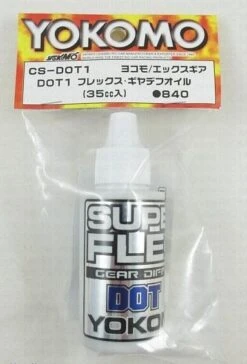 YOKOMO
CS-DOT1 ヨコモ/エックスギア
DOT1 フレックス・ギヤデフオイル
(35cc入) ●840
SUPE
FLE
GEAR DIFF
DOT
YOKOMO